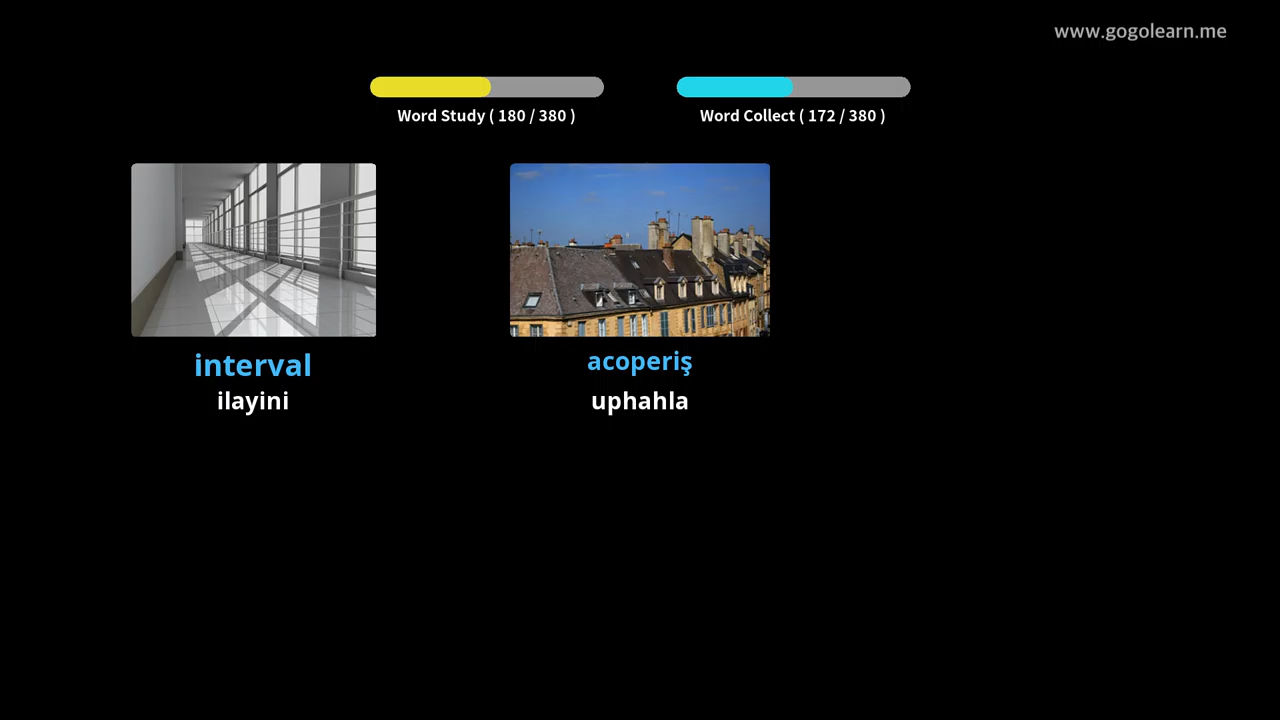 www.gogolearn.me
Word Study ( 180 / 380 )
Word Collect ( 172 / 380 )
interval
ilayini
acoperiş
uphahla